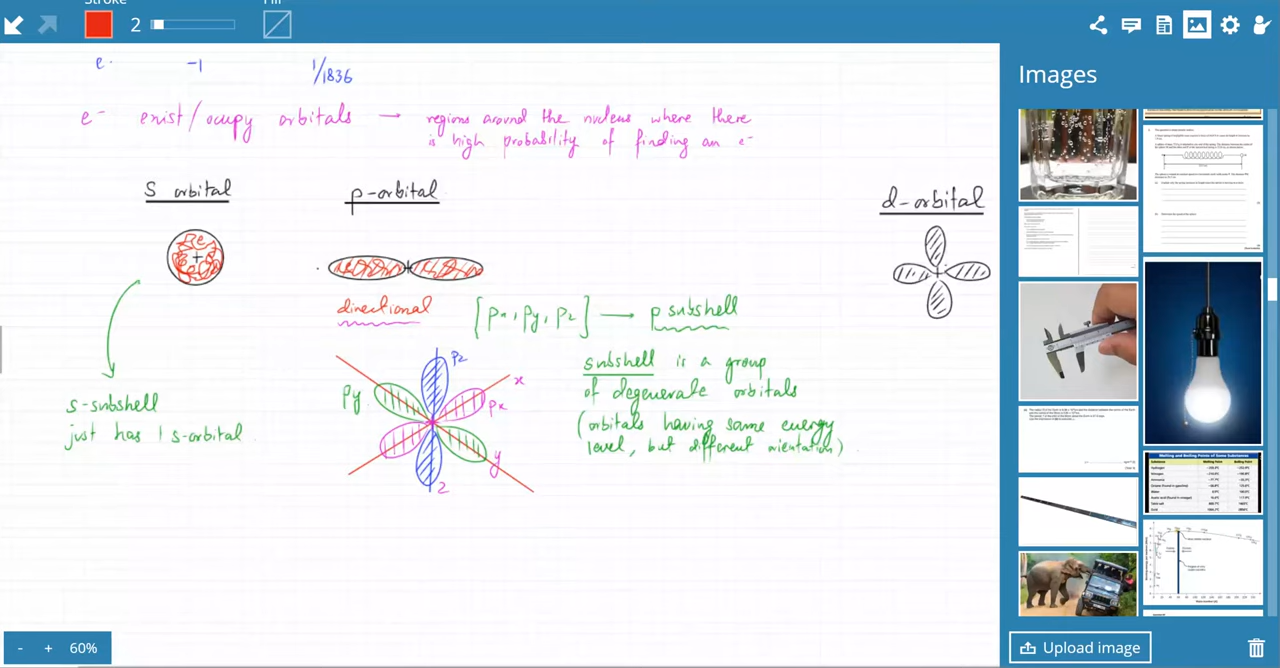 Stroke
2
Fill
e⁻ -1 1/1836
e⁻ exist/ocupy orbitals → regions around the nucleus where there
is high probability of finding an e⁻
S orbital
p-orbital
d-orbital
e
+
+
+
directional
[px, py, pz] → p subshell
s-subshell
just has 1 s-orbital
pz
x
py
px
y
z
subshell is a group
of degenerate orbitals
(orbitals having same energy
level, but different orientation)
- + 60%
Images
Melting and Boiling Points of Some Substances
Upload image